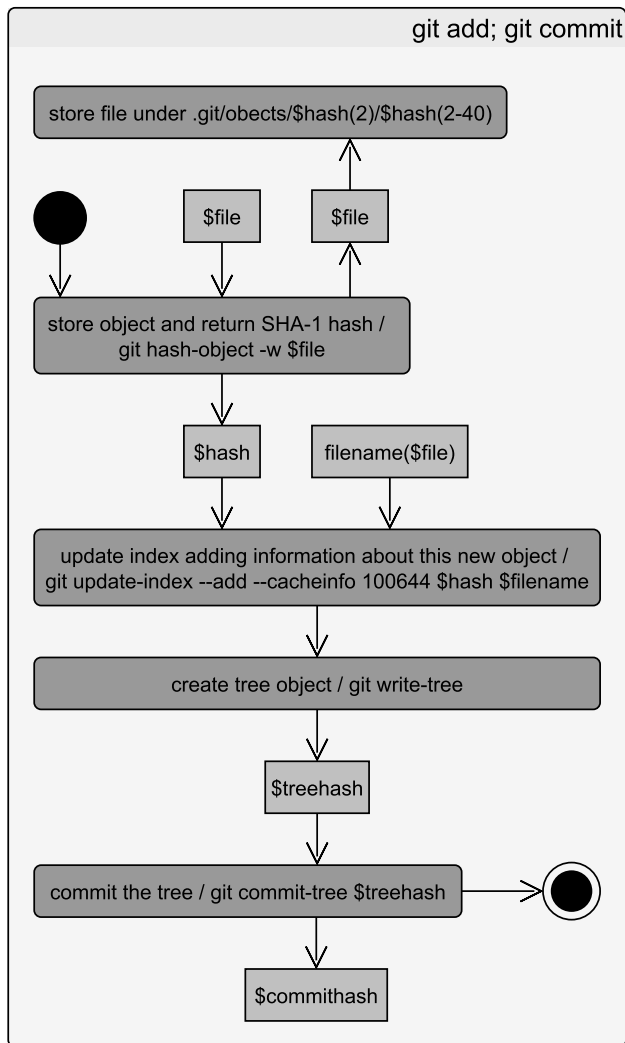 git add; git commit
store file under .git/obects/$hash(2)/$hash(2-40)
$file
$file
store object and return SHA-1 hash /
git hash-object -w $file
$hash
filename($file)
update index adding information about this new object /
git update-index --add --cacheinfo 100644 $hash $filename
create tree object / git write-tree
$treehash
commit the tree / git commit-tree $treehash
$commithash